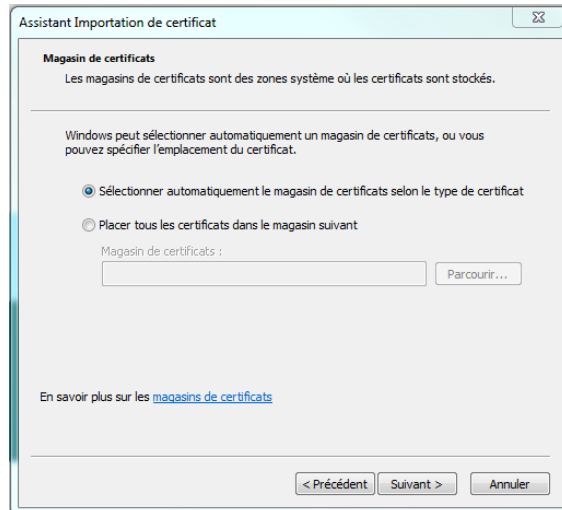 Assistant Importation de certificat
Magasin de certificats
Les magasins de certificats sont des zones système où les certificats sont stockés.
Windows peut sélectionner automatiquement un magasin de certificats, ou vous
pouvez spécifier l'emplacement du certificat.
Sélectionner automatiquement le magasin de certificats selon le type de certificat
Placer tous les certificats dans le magasin suivant
Magasin de certificats :
Parcourir...
En savoir plus sur les magasins de certificats
< Précédent Suivant > Annuler